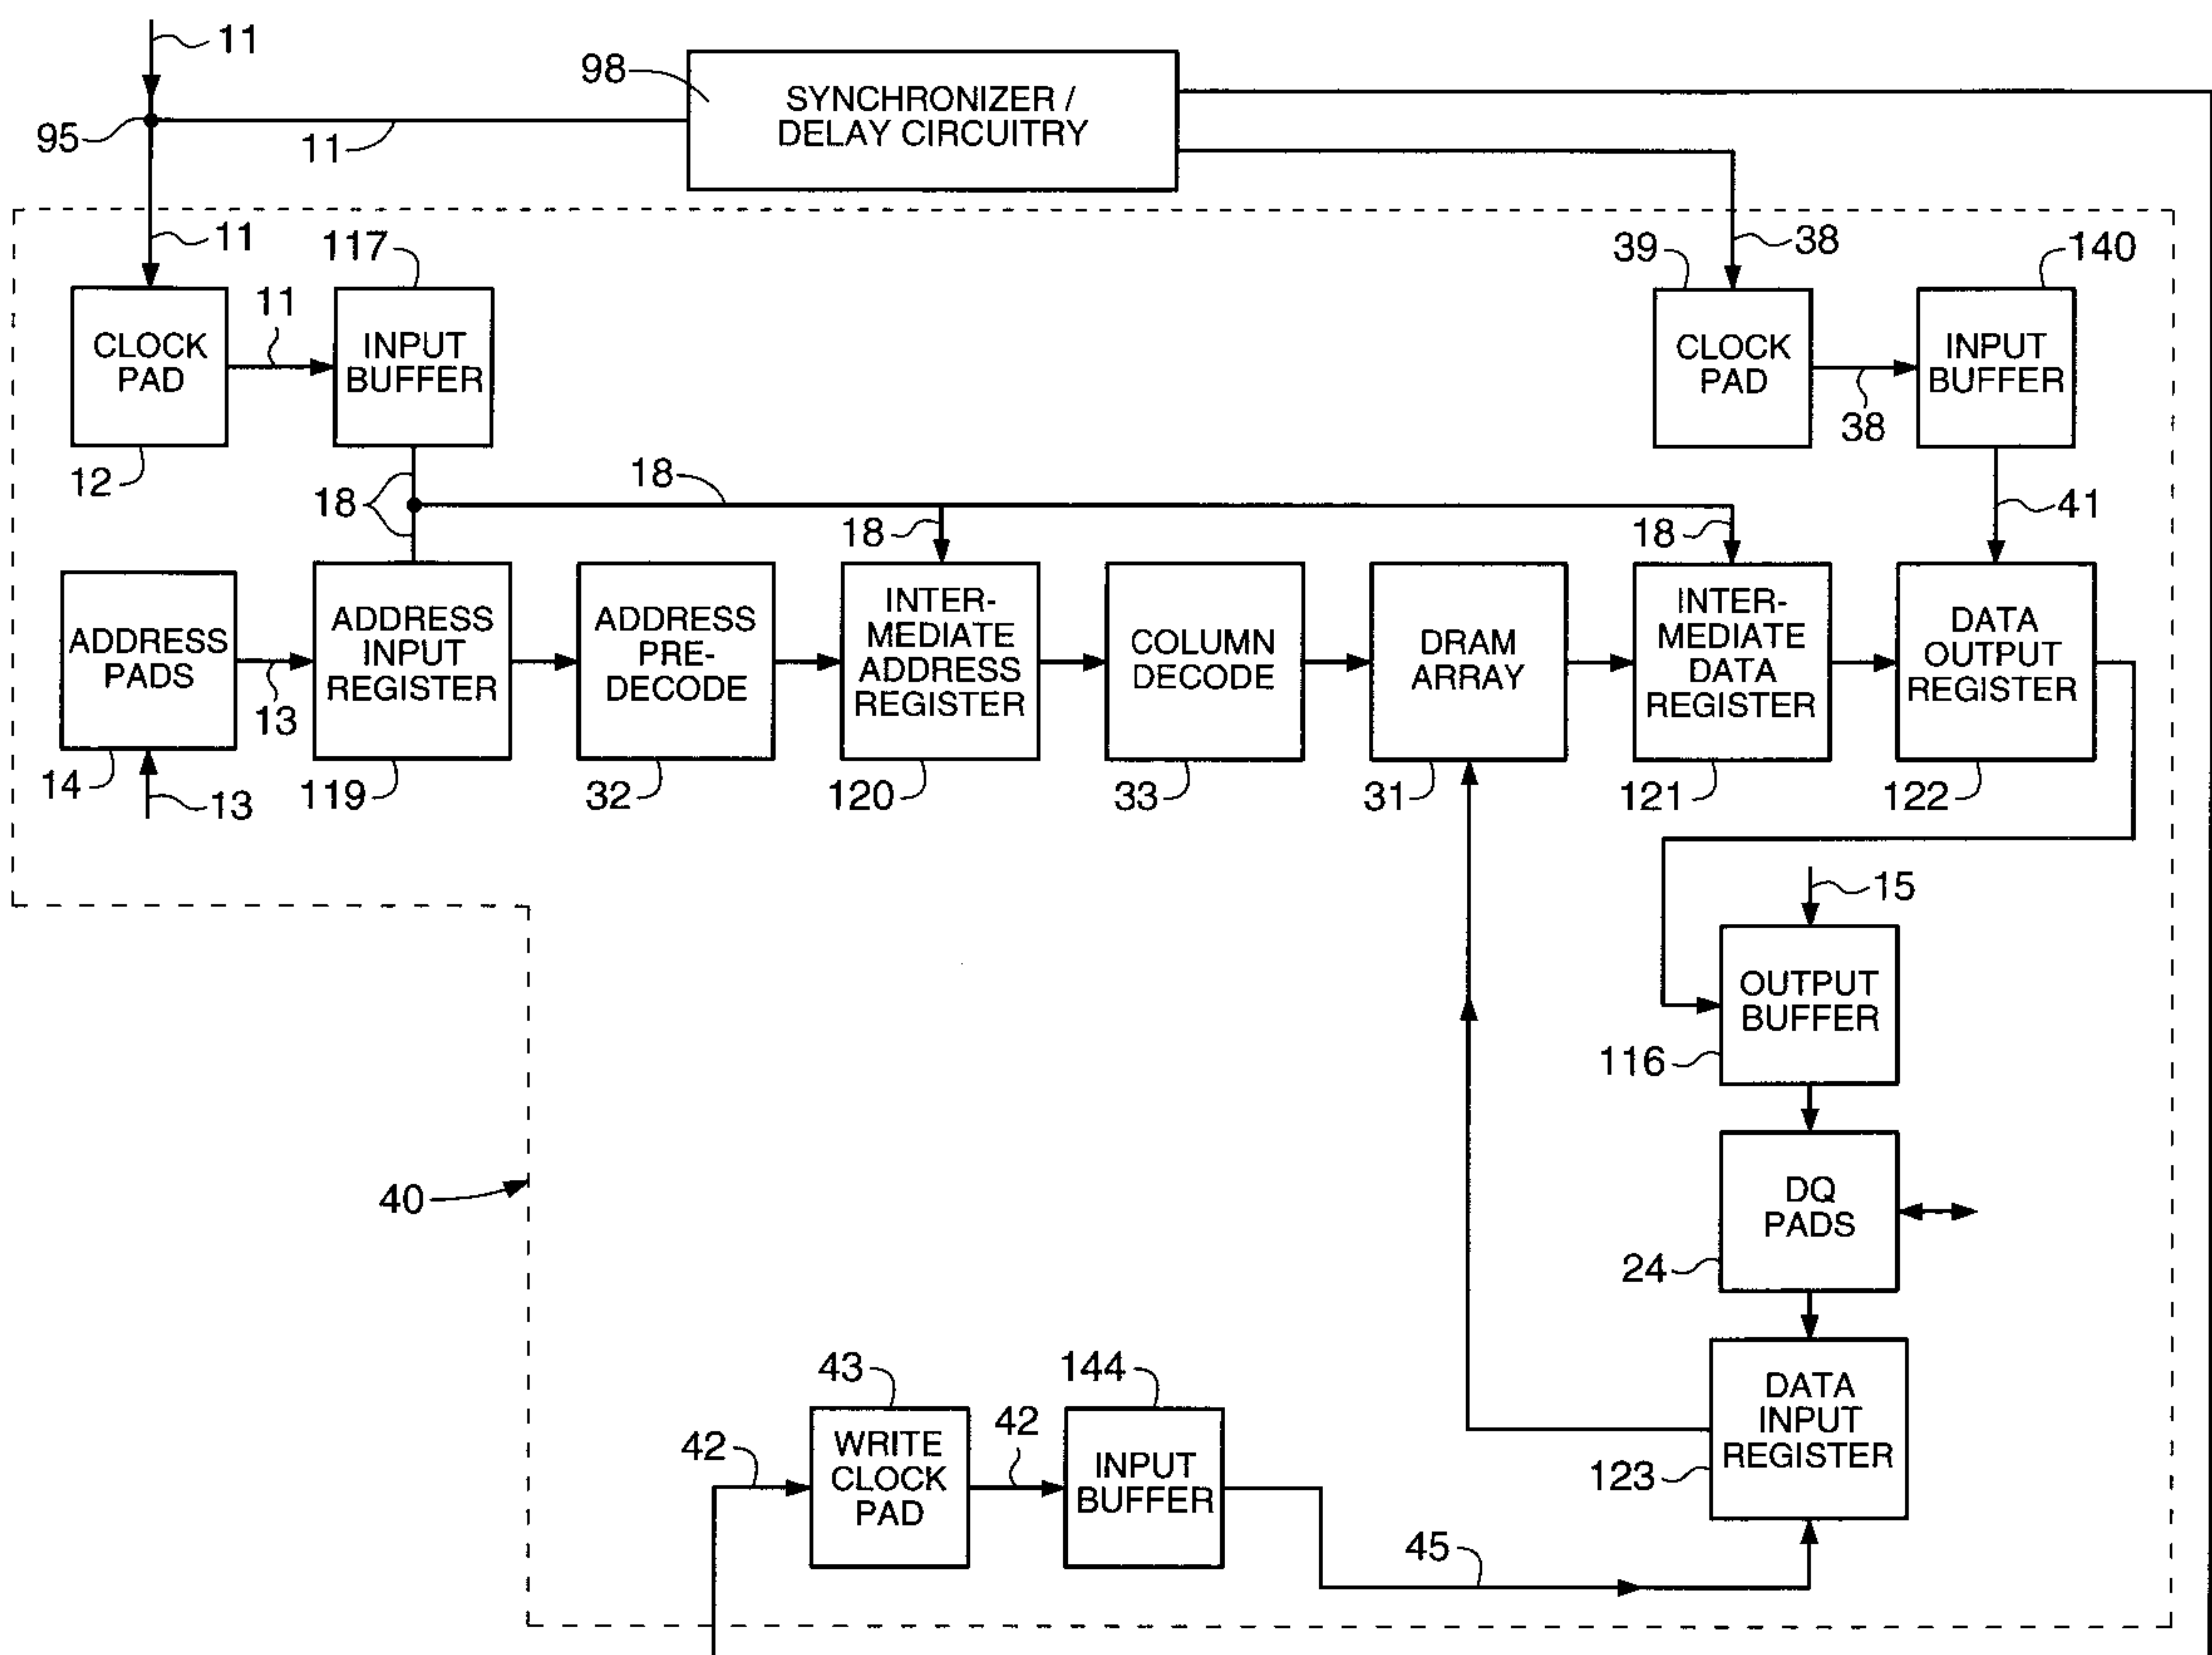 11
98
SYNCHRONIZER /
DELAY CIRCUITRY
95
11
11
117
38
39
140
CLOCK
PAD
11
INPUT
BUFFER
CLOCK
PAD
38
INPUT
BUFFER
12
18
18
18
18
41
ADDRESS
PADS
13
ADDRESS
INPUT
REGISTER
ADDRESS
PRE-
DECODE
INTER-
MEDIATE
ADDRESS
REGISTER
COLUMN
DECODE
DRAM
ARRAY
INTER-
MEDIATE
DATA
REGISTER
DATA
OUTPUT
REGISTER
14
13
119
32
120
33
31
121
122
15
OUTPUT
BUFFER
116
DQ
PADS
40
24
43
144
DATA
INPUT
REGISTER
123
42
WRITE
CLOCK
PAD
42
INPUT
BUFFER
45